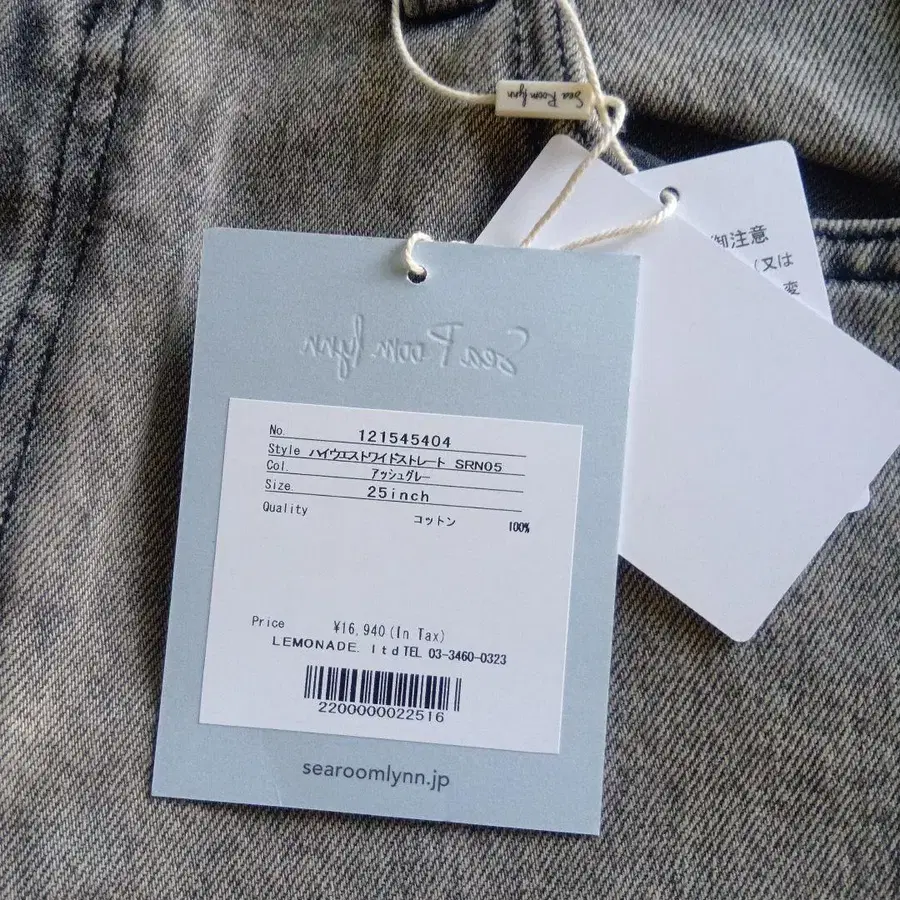 Sea Room lynn
御注意
(又は
変
Sea Room lynn
No. 121545404
Style ハイウエストワイドストレート SRN05
Col. アッシュグレー
Size. 25inch
Quality コットン 100%
Price ¥16,940(In Tax)
LEMONADE. ltd TEL 03-3460-0323
2200000022516
searoomlynn.jp